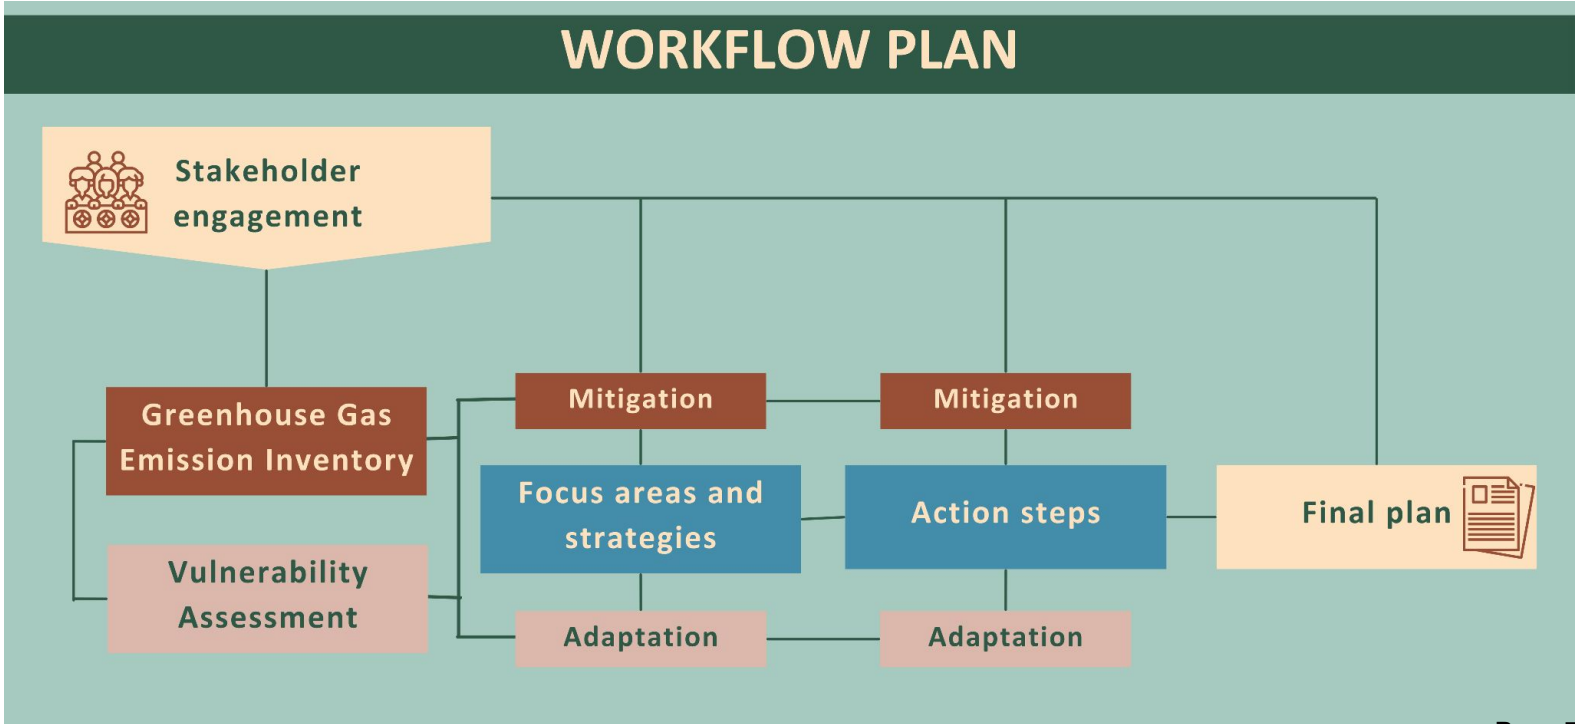 WORKFLOW PLAN
Stakeholder
engagement
Greenhouse Gas
Emission Inventory
Vulnerability
Assessment
Mitigation
Focus areas and
strategies
Adaptation
Mitigation
Action steps
Adaptation
Final plan